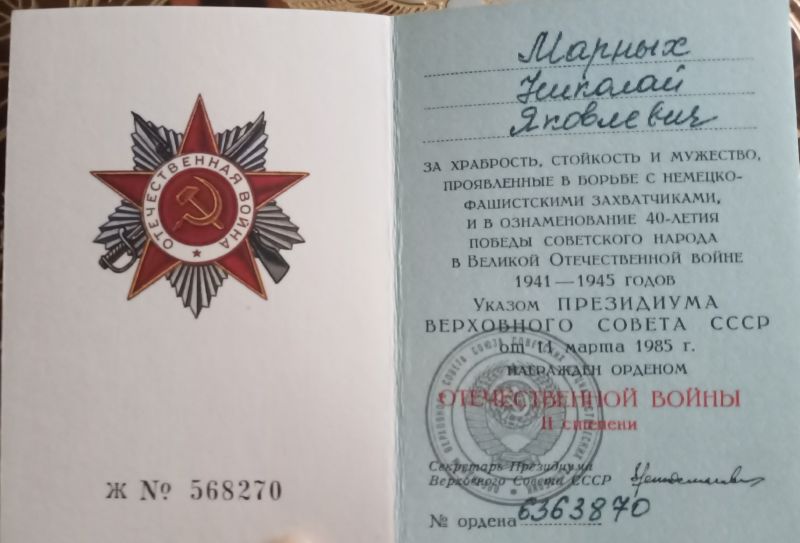 ОТЕЧЕСТВЕННАЯ ВОЙНА
Ж № 568270
Марных
Николай
Яковлевич
ЗА ХРАБРОСТЬ, СТОЙКОСТЬ И МУЖЕСТВО,
ПРОЯВЛЕННЫЕ В БОРЬБЕ С НЕМЕЦКО-
ФАШИСТСКИМИ ЗАХВАТЧИКАМИ,
И В ОЗНАМЕНОВАНИЕ 40-ЛЕТИЯ
ПОБЕДЫ СОВЕТСКОГО НАРОДА
В ВЕЛИКОЙ ОТЕЧЕСТВЕННОЙ ВОЙНЕ
1941—1945 ГОДОВ
УКАЗОМ ПРЕЗИДИУМА
ВЕРХОВНОГО СОВЕТА СССР
от 11 марта 1985 г.
НАГРАЖДЕН ОРДЕНОМ
ОТЕЧЕСТВЕННОЙ ВОЙНЫ
II степени
Секретарь Президиума
Верховного Совета СССР
№ ордена 6363870